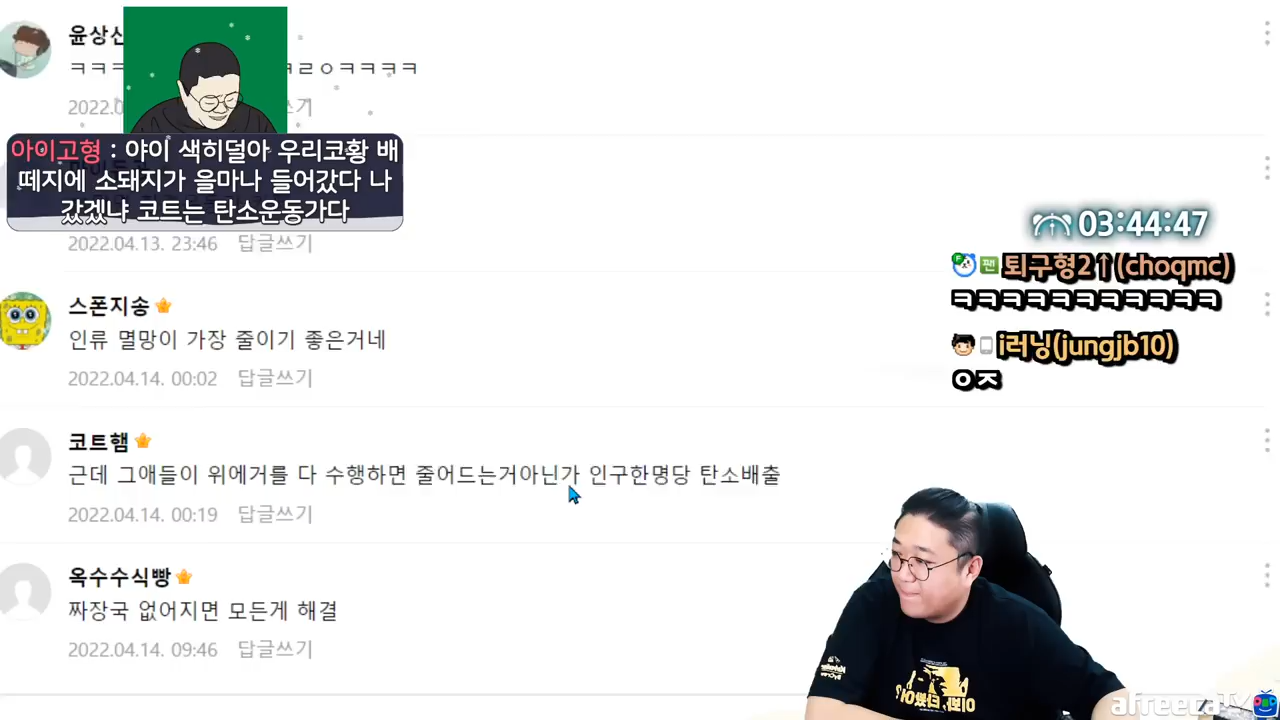 윤상신
ㅋㅋㅋ ㅋㄹㅇㅋㅋㅋㅋ
2022.0 쓰기
아이고형 : 야이 색히덜아 우리코황 배
떼지에 소돼지가 을마나 들어갔다 나
갔겠냐 코트는 탄소운동가다
2022.04.13. 23:46 답글쓰기
03:44:47
팬 퇴구형2↑(choqmc)
ㅋㅋㅋㅋㅋㅋㅋㅋㅋㅋㅋ
i러닝(jungjb10)
ㅇㅈ
스폰지송
인류 멸망이 가장 줄이기 좋은거네
2022.04.14. 00:02 답글쓰기
코트햄
근데 그애들이 위에거를 다 수행하면 줄어드는거아닌가 인구한명당 탄소배출
2022.04.14. 00:19 답글쓰기
옥수수식빵
짜장국 없어지면 모든게 해결
2022.04.14. 09:46 답글쓰기
afreecaTV